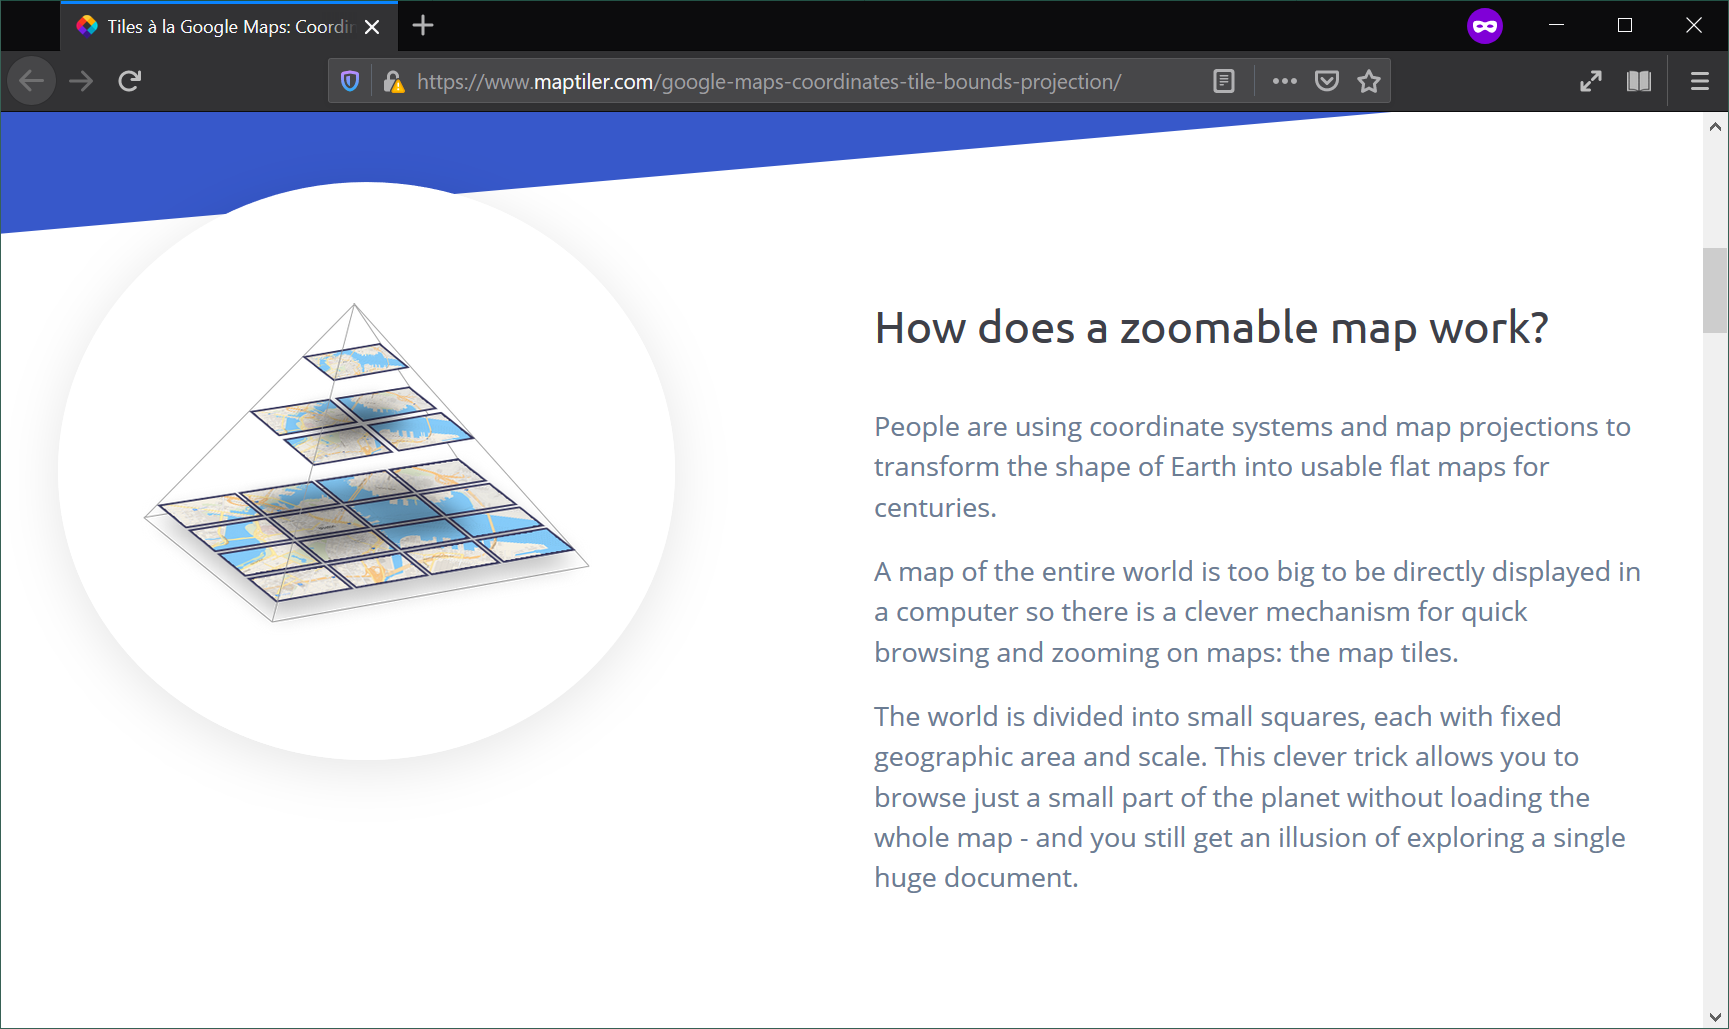 Tiles à la Google Maps: Coordin
https://www.maptiler.com/google-maps-coordinates-tile-bounds-projection/
How does a zoomable map work?
People are using coordinate systems and map projections to
transform the shape of Earth into usable flat maps for
centuries.
A map of the entire world is too big to be directly displayed in
a computer so there is a clever mechanism for quick
browsing and zooming on maps: the map tiles.
The world is divided into small squares, each with fixed
geographic area and scale. This clever trick allows you to
browse just a small part of the planet without loading the
whole map - and you still get an illusion of exploring a single
huge document.